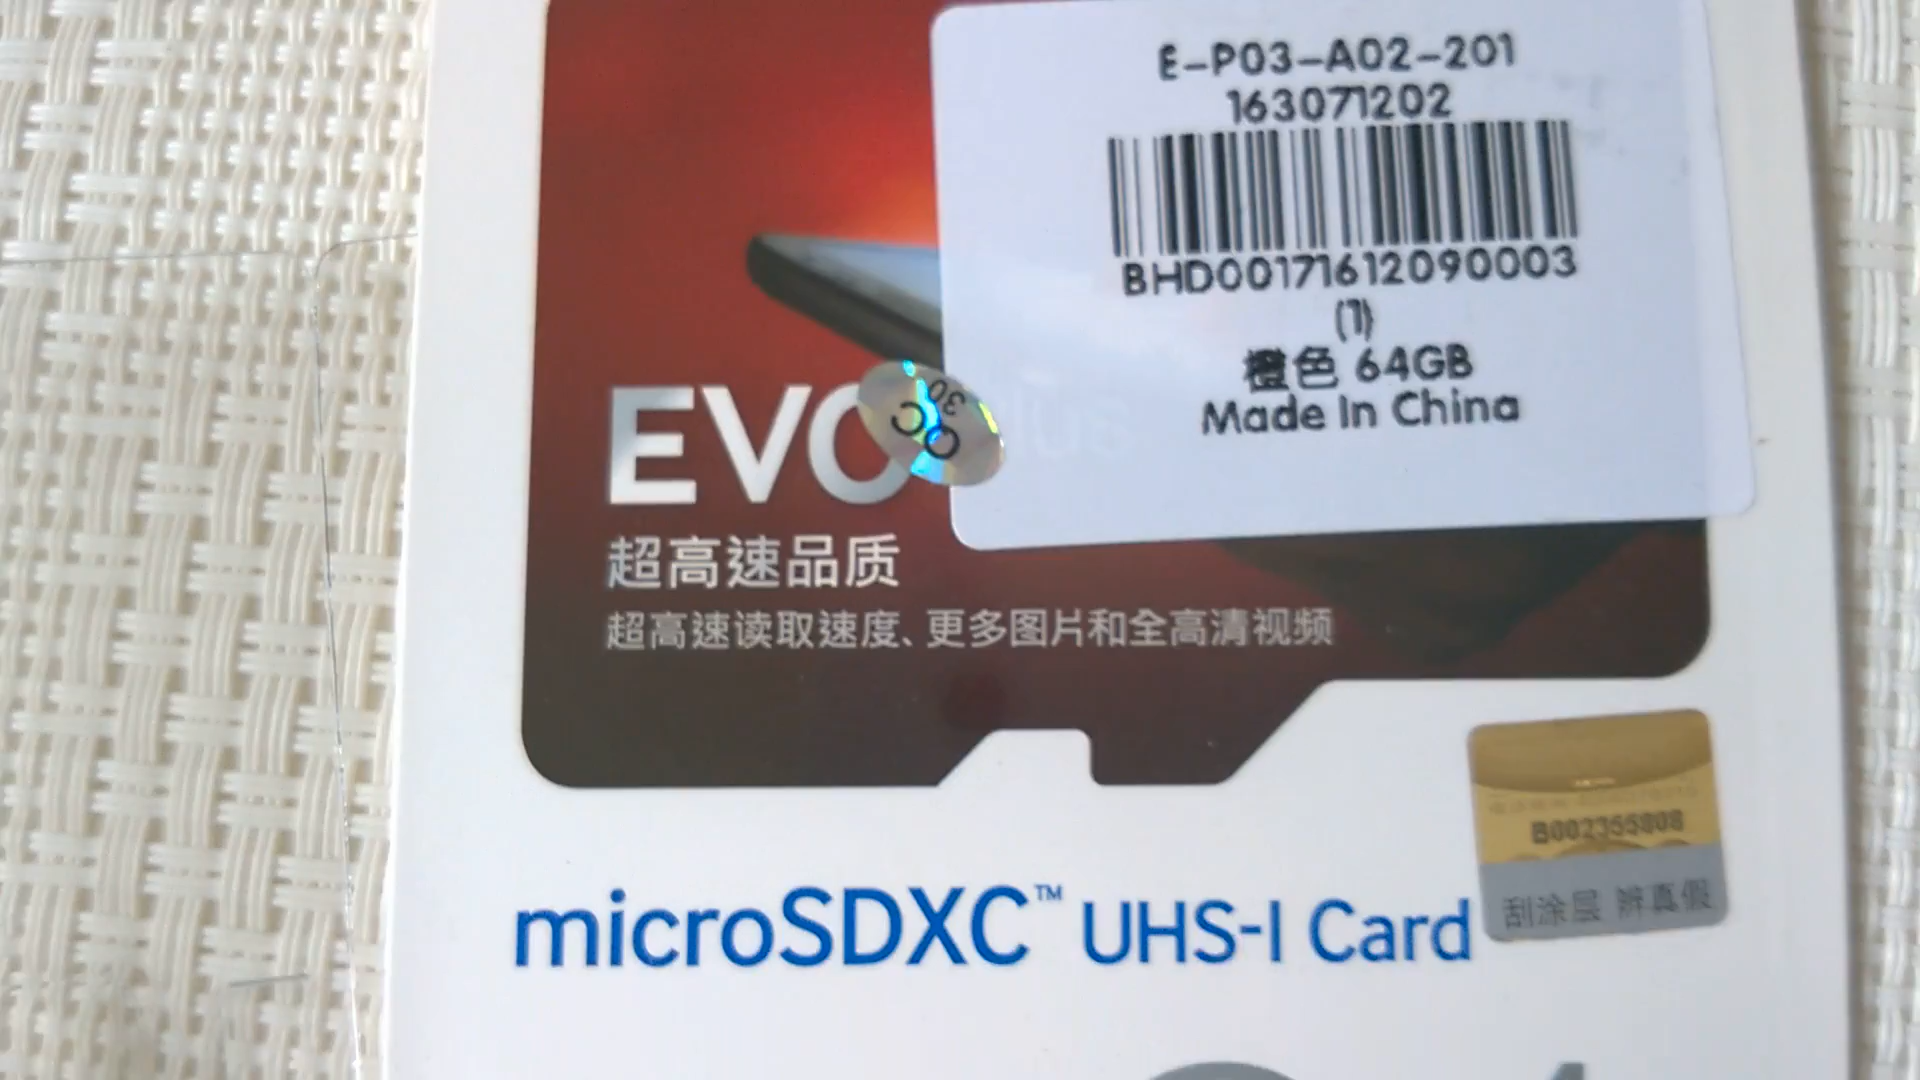 E-P03-A02-201
163071202
BHD00171612090003
(1)
橙色 64GB
Made In China
EVO plus
QC
30
超高速品质
超高速读取速度、更多图片和全高清视频
B002355808
刮涂层 辨真假
microSDXC™ UHS-I Card